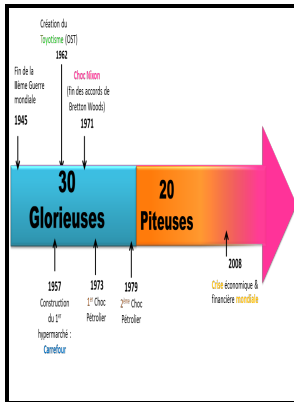 Création du
Toyotisme (OST)
1962
Fin de la
IIème Guerre
mondiale
1945
Choc Nixon
(fin des accords de
Bretton Woods)
1971
30
Glorieuses
20
Piteuses
1957
Construction
du 1er
hypermarché :
Carrefour
1973
1er Choc
Pétrolier
1979
2ème Choc
Pétrolier
2008
Crise économique &
financière mondiale